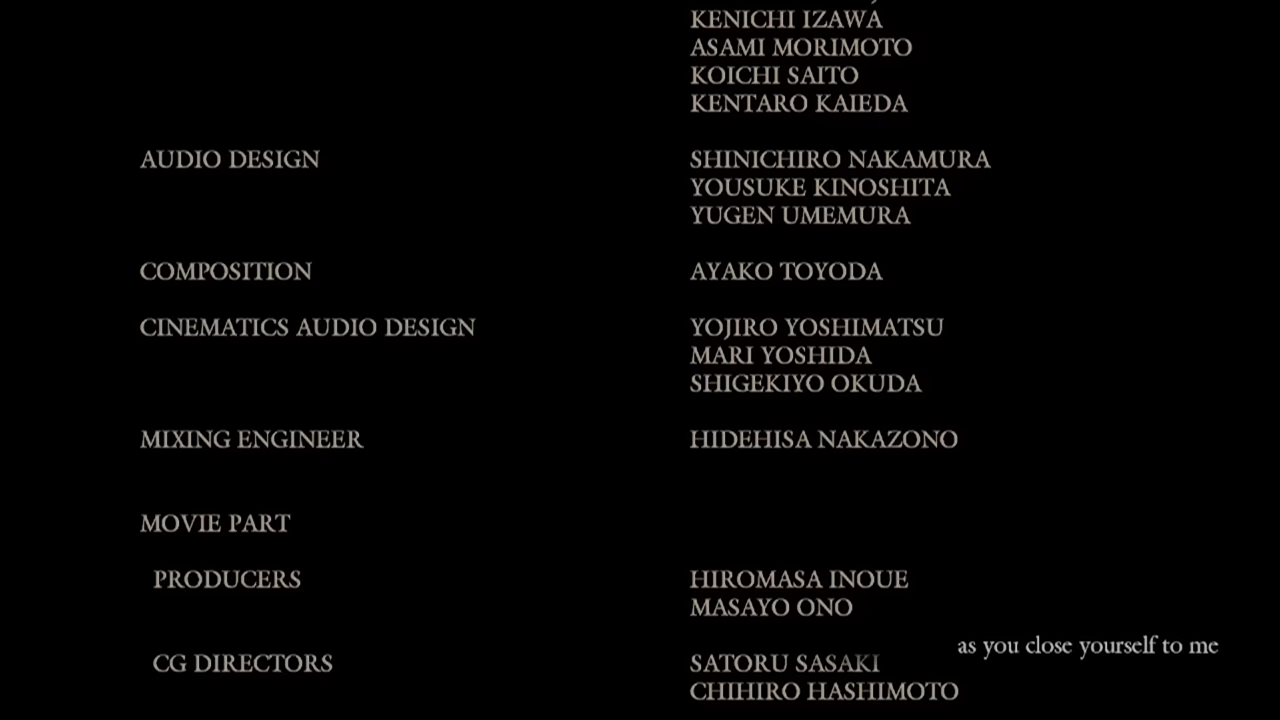 KENICHI IZAWA
ASAMI MORIMOTO
KOICHI SAITO
KENTARO KAIEDA
AUDIO DESIGN SHINICHIRO NAKAMURA
YOUSUKE KINOSHITA
YUGEN UMEMURA
COMPOSITION AYAKO TOYODA
CINEMATICS AUDIO DESIGN YOJIRO YOSHIMATSU
MARI YOSHIDA
SHIGEKIYO OKUDA
MIXING ENGINEER HIDEHISA NAKAZONO
MOVIE PART
PRODUCERS HIROMASA INOUE
MASAYO ONO
as you close yourself to me
CG DIRECTORS SATORU SASAKI
CHIHIRO HASHIMOTO